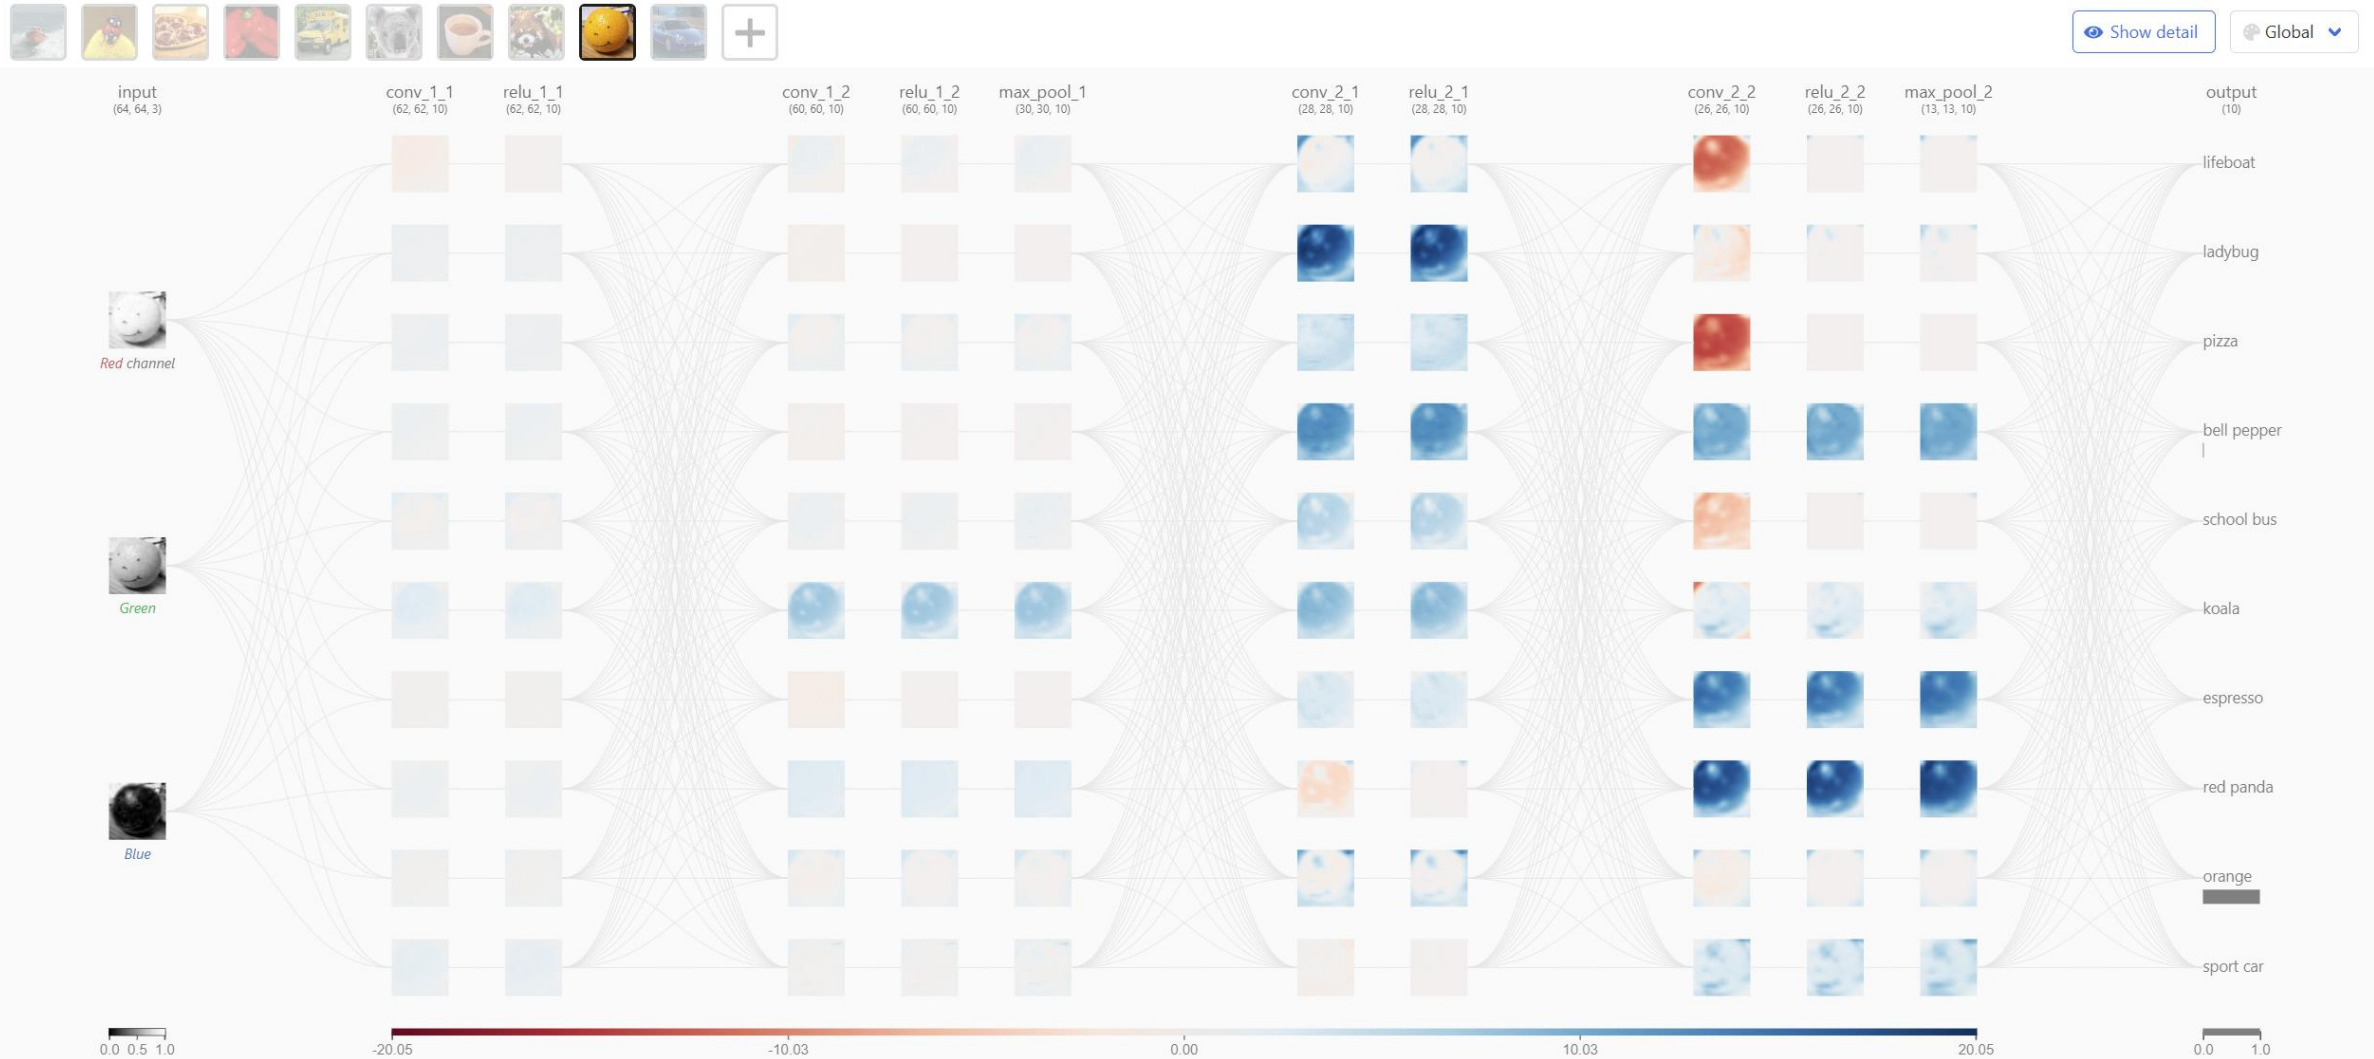 Show detail
Global
input
(64, 64, 3)
conv_1_1
(62, 62, 10)
relu_1_1
(62, 62, 10)
conv_1_2
(60, 60, 10)
relu_1_2
(60, 60, 10)
max_pool_1
(30, 30, 10)
conv_2_1
(28, 28, 10)
relu_2_1
(28, 28, 10)
conv_2_2
(26, 26, 10)
relu_2_2
(26, 26, 10)
max_pool_2
(13, 13, 10)
output
(10)
Red channel
Green
Blue
lifeboat
ladybug
pizza
bell pepper
school bus
koala
espresso
red panda
orange
sport car
0.0 0.5 1.0
-20.05 -10.03 0.00 10.03 20.05
0.0 1.0